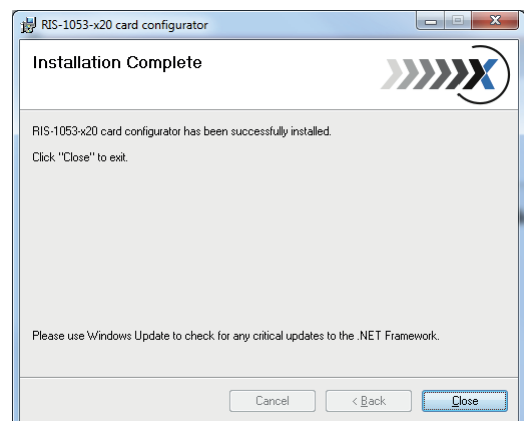 RIS-1053-x20 card configurator
Installation Complete
RIS-1053-x20 card configurator has been successfully installed.
Click "Close" to exit.
Please use Windows Update to check for any critical updates to the .NET Framework.
Cancel < Back Close